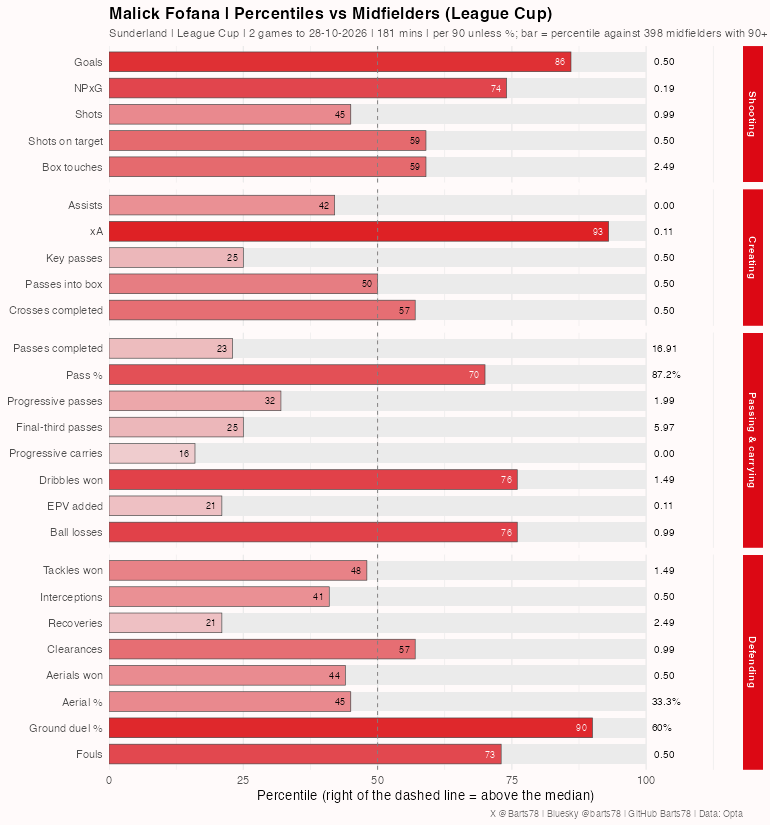 Malick Fofana | Percentiles vs Midfielders (League Cup)
Sunderland | League Cup | 2 games to 28-10-2026 | 181 mins | per 90 unless %; bar = percentile against 398 midfielders with 90+
Shooting
Goals 86 0.50
NPxG 74 0.19
Shots 45 0.99
Shots on target 59 0.50
Box touches 59 2.49
Creating
Assists 42 0.00
xA 93 0.11
Key passes 25 0.50
Passes into box 50 0.50
Crosses completed 57 0.50
Passing & carrying
Passes completed 23 16.91
Pass % 70 87.2%
Progressive passes 32 1.99
Final-third passes 25 5.97
Progressive carries 16 0.00
Dribbles won 76 1.49
EPV added 21 0.11
Ball losses 76 0.99
Defending
Tackles won 48 1.49
Interceptions 41 0.50
Recoveries 21 2.49
Clearances 57 0.99
Aerials won 44 0.50
Aerial % 45 33.3%
Ground duel % 90 60%
Fouls 73 0.50
0 25 50 75 100
Percentile (right of the dashed line = above the median)
X @Barts78 | Bluesky @barts78 | GitHub Barts78 | Data: Opta